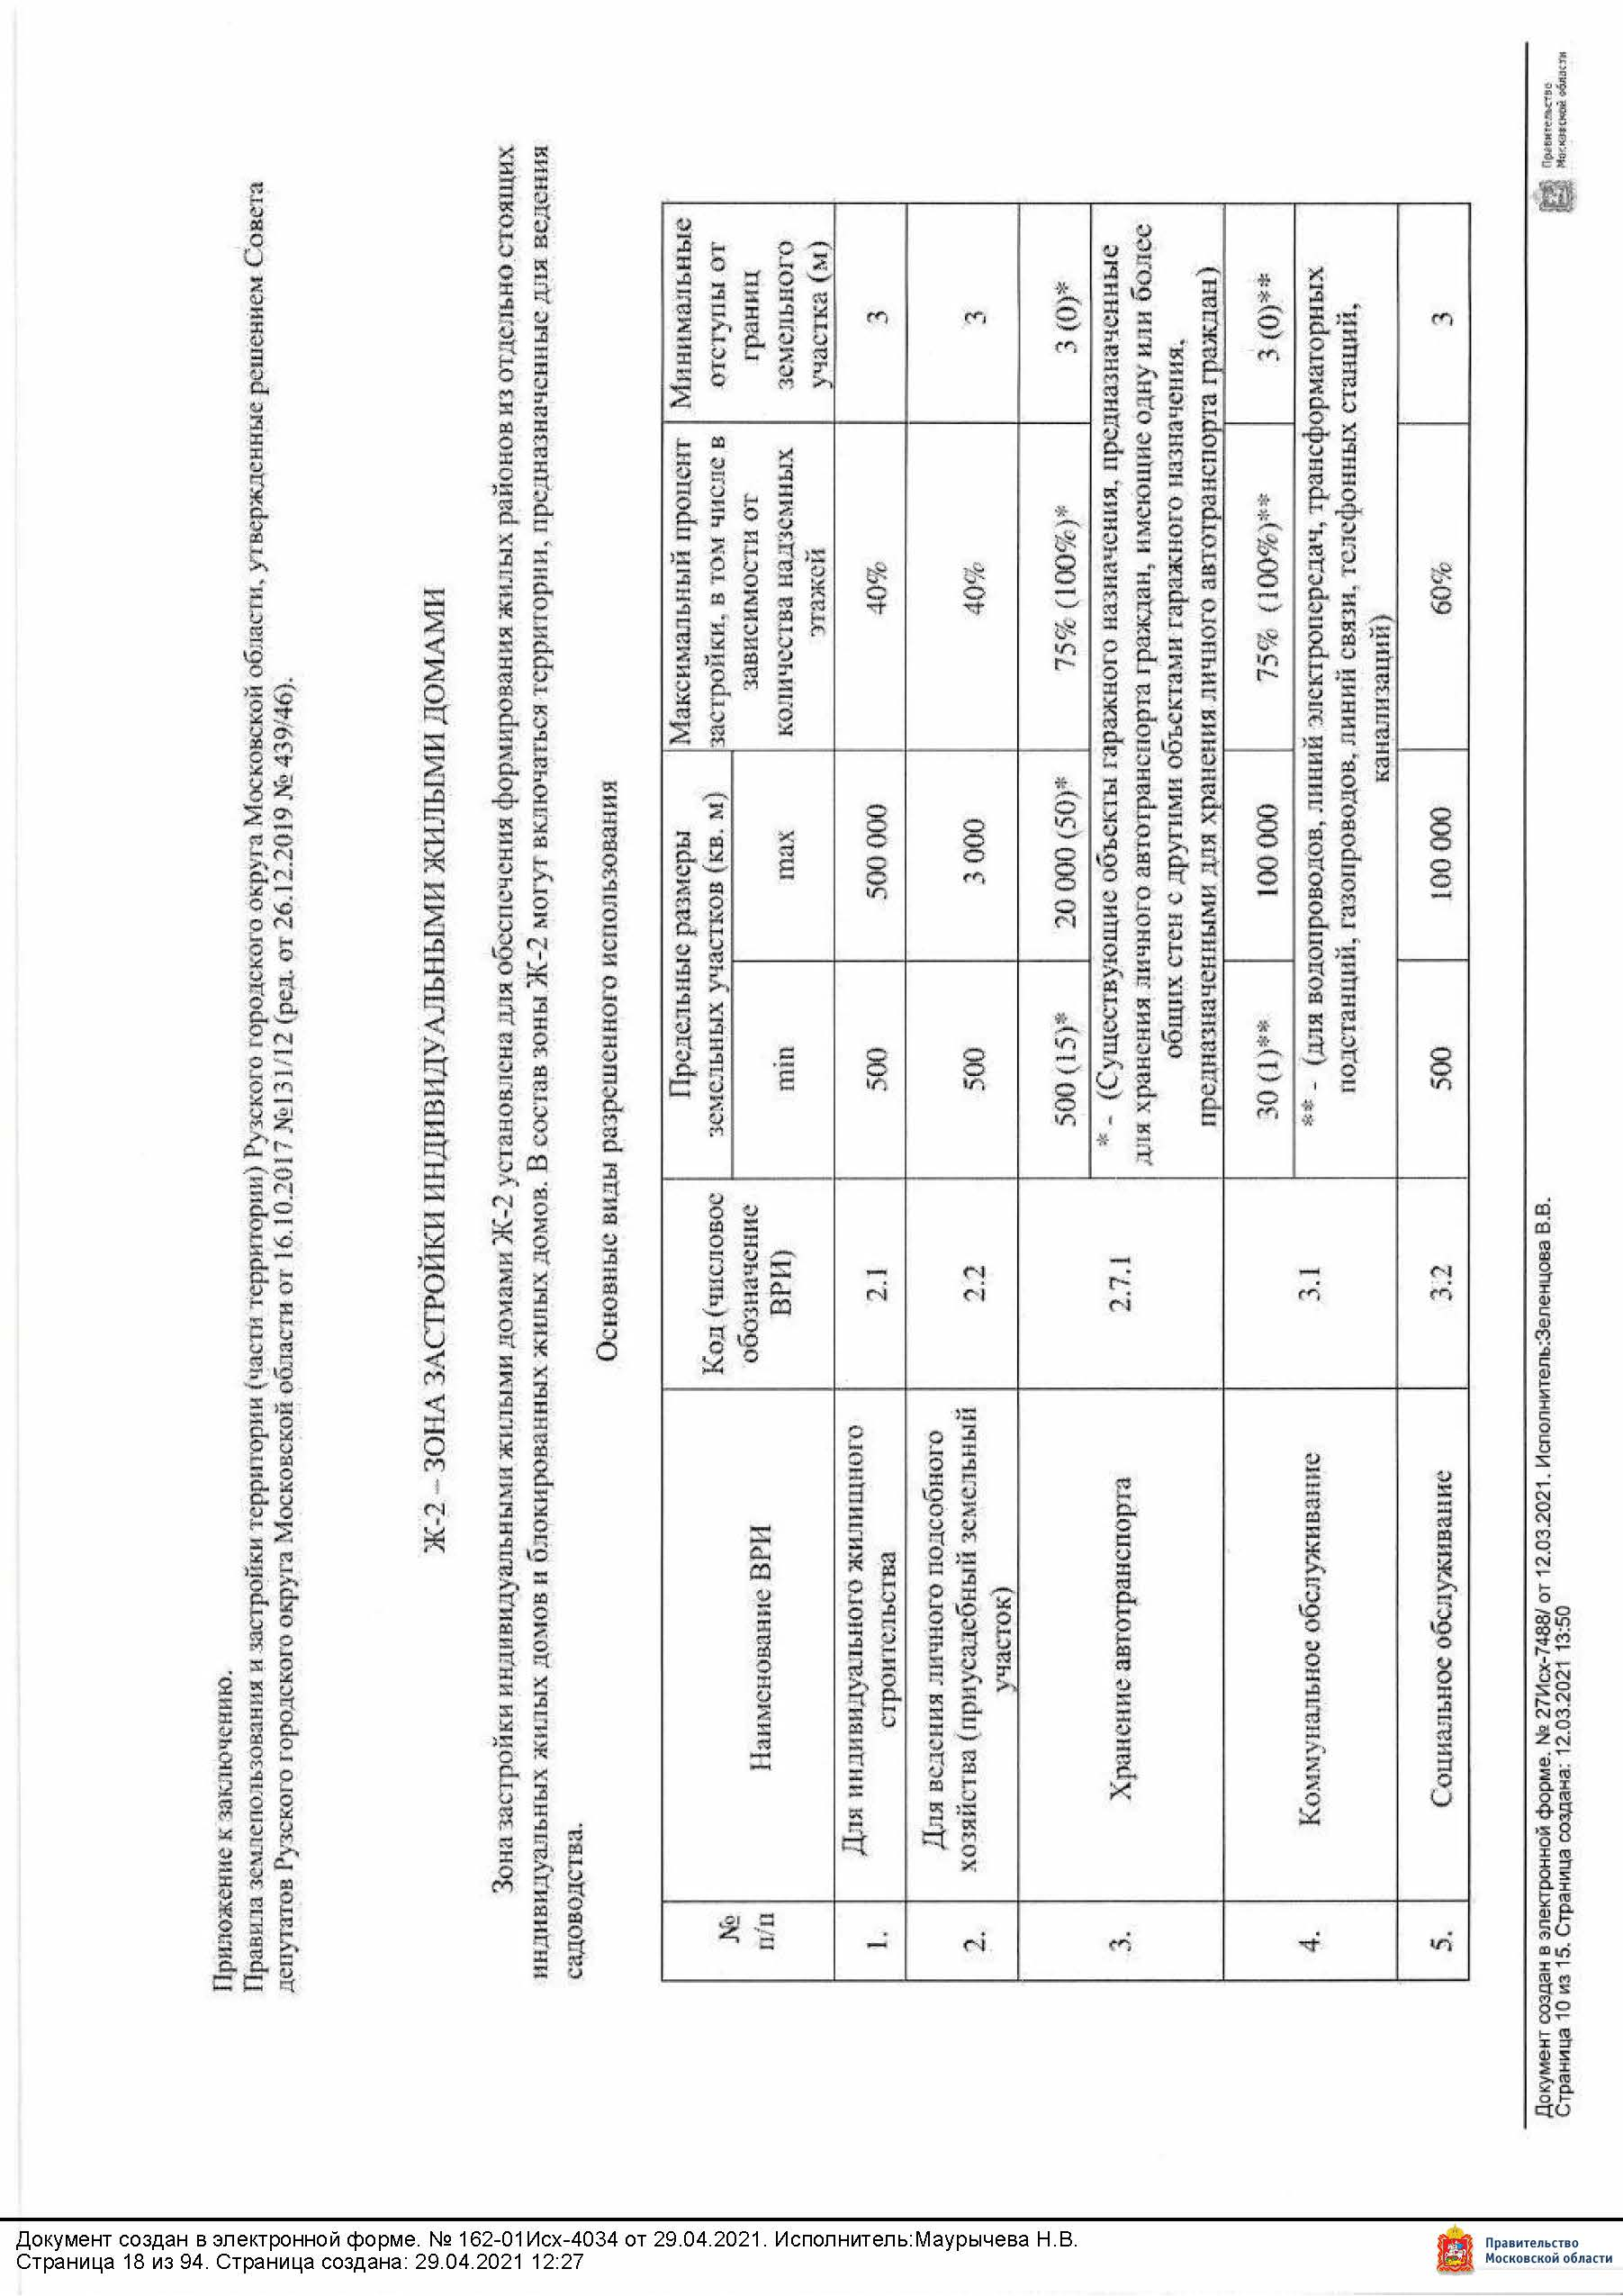 Приложение к заключению.
Правила землепользования и застройки территории (части территории) Рузского городского округа Московской области, утвержденные решением Совета
депутатов Рузского городского округа Московской области от 16.10.2017 №131/12 (ред. от 26.12.2019 № 439/46).
Ж-2 – ЗОНА ЗАСТРОЙКИ ИНДИВИДУАЛЬНЫМИ ЖИЛЫМИ ДОМАМИ
Зона застройки индивидуальными жилыми домами Ж-2 установлена для обеспечения формирования жилых районов из отдельно стоящих
индивидуальных жилых домов и блокированных жилых домов. В состав зоны Ж-2 могут включаться территории, предназначенные для ведения
садоводства.
Основные виды разрешенного использования
№
п/п
Наименование ВРИ
Код (числовое
обозначение
ВРИ)
Предельные размеры
земельных участков (кв. м)
min
max
Максимальный процент
застройки, в том числе в
зависимости от
количества надземных
этажей
Минимальные
отступы от
границ
земельного
участка (м)
1.
Для индивидуального жилищного
строительства
2.1
500
500 000
40%
3
2.
Для ведения личного подсобного
хозяйства (приусадебный земельный
участок)
2.2
500
3 000
40%
3
3.
Хранение автотранспорта
2.7.1
500 (15)*
20 000 (50)*
75% (100%)*
3 (0)*
* - (Существующие объекты гаражного назначения, предназначенные
для хранения личного автотранспорта граждан, имеющие одну или более
общих стен с другими объектами гаражного назначения,
предназначенными для хранения личного автотранспорта граждан)
4.
Коммунальное обслуживание
3.1
30 (1)**
100 000
75% (100%)**
3 (0)**
** - (для водопроводов, линий электропередач, трансформаторных
подстанций, газопроводов, линий связи, телефонных станций,
канализаций)
5.
Социальное обслуживание
3.2
500
100 000
60%
3
Документ создан в электронной форме. № 27Исх-7488/ от 12.03.2021. Исполнитель:Зеленцова В.В.
Страница 10 из 15. Страница создана: 12.03.2021 13:50
Правительство
Московской области
Документ создан в электронной форме. № 162-01Исх-4034 от 29.04.2021. Исполнитель:Маурычева Н.В.
Страница 18 из 94. Страница создана: 29.04.2021 12:27
Правительство
Московской области